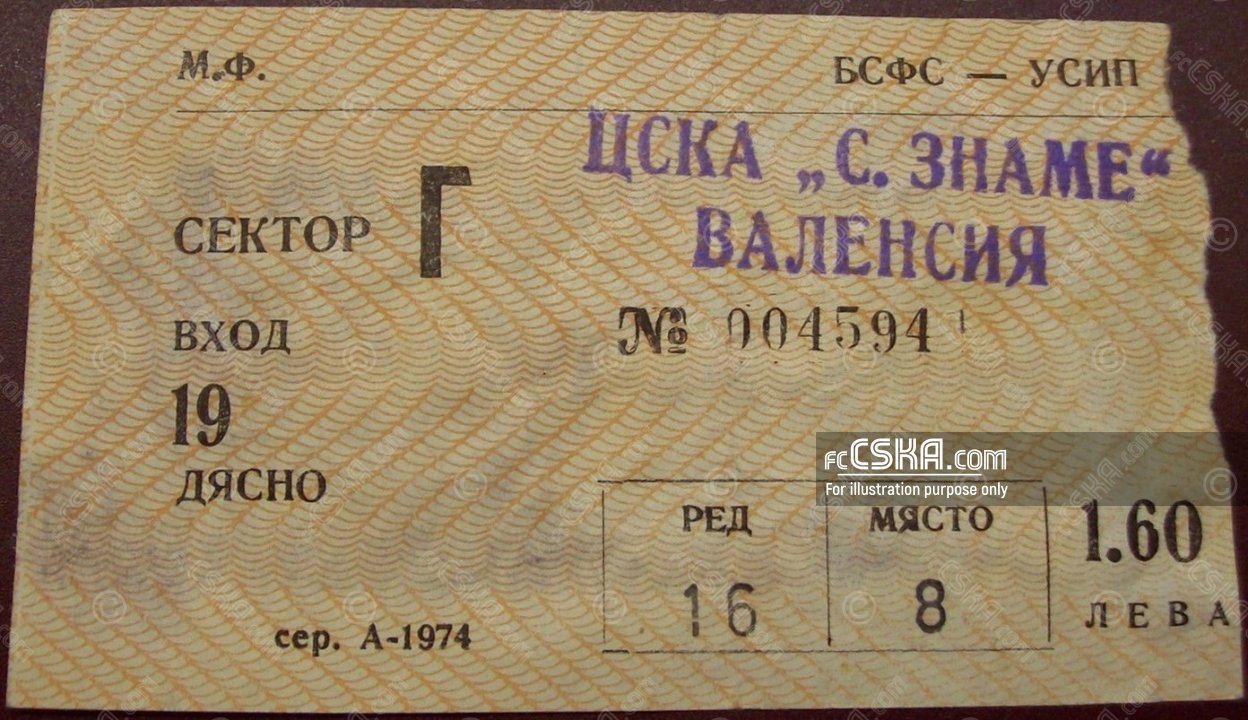 М.Ф.
БСФС — УСИП
ЦСКА „С. ЗНАМЕ“
ВАЛЕНСИЯ
СЕКТОР Г
ВХОД
19
ДЯСНО
№ 004594
fcCSKA.com
For illustration purpose only
РЕД
МЯСТО
16
8
1.60
ЛЕВА
сер. А-1974